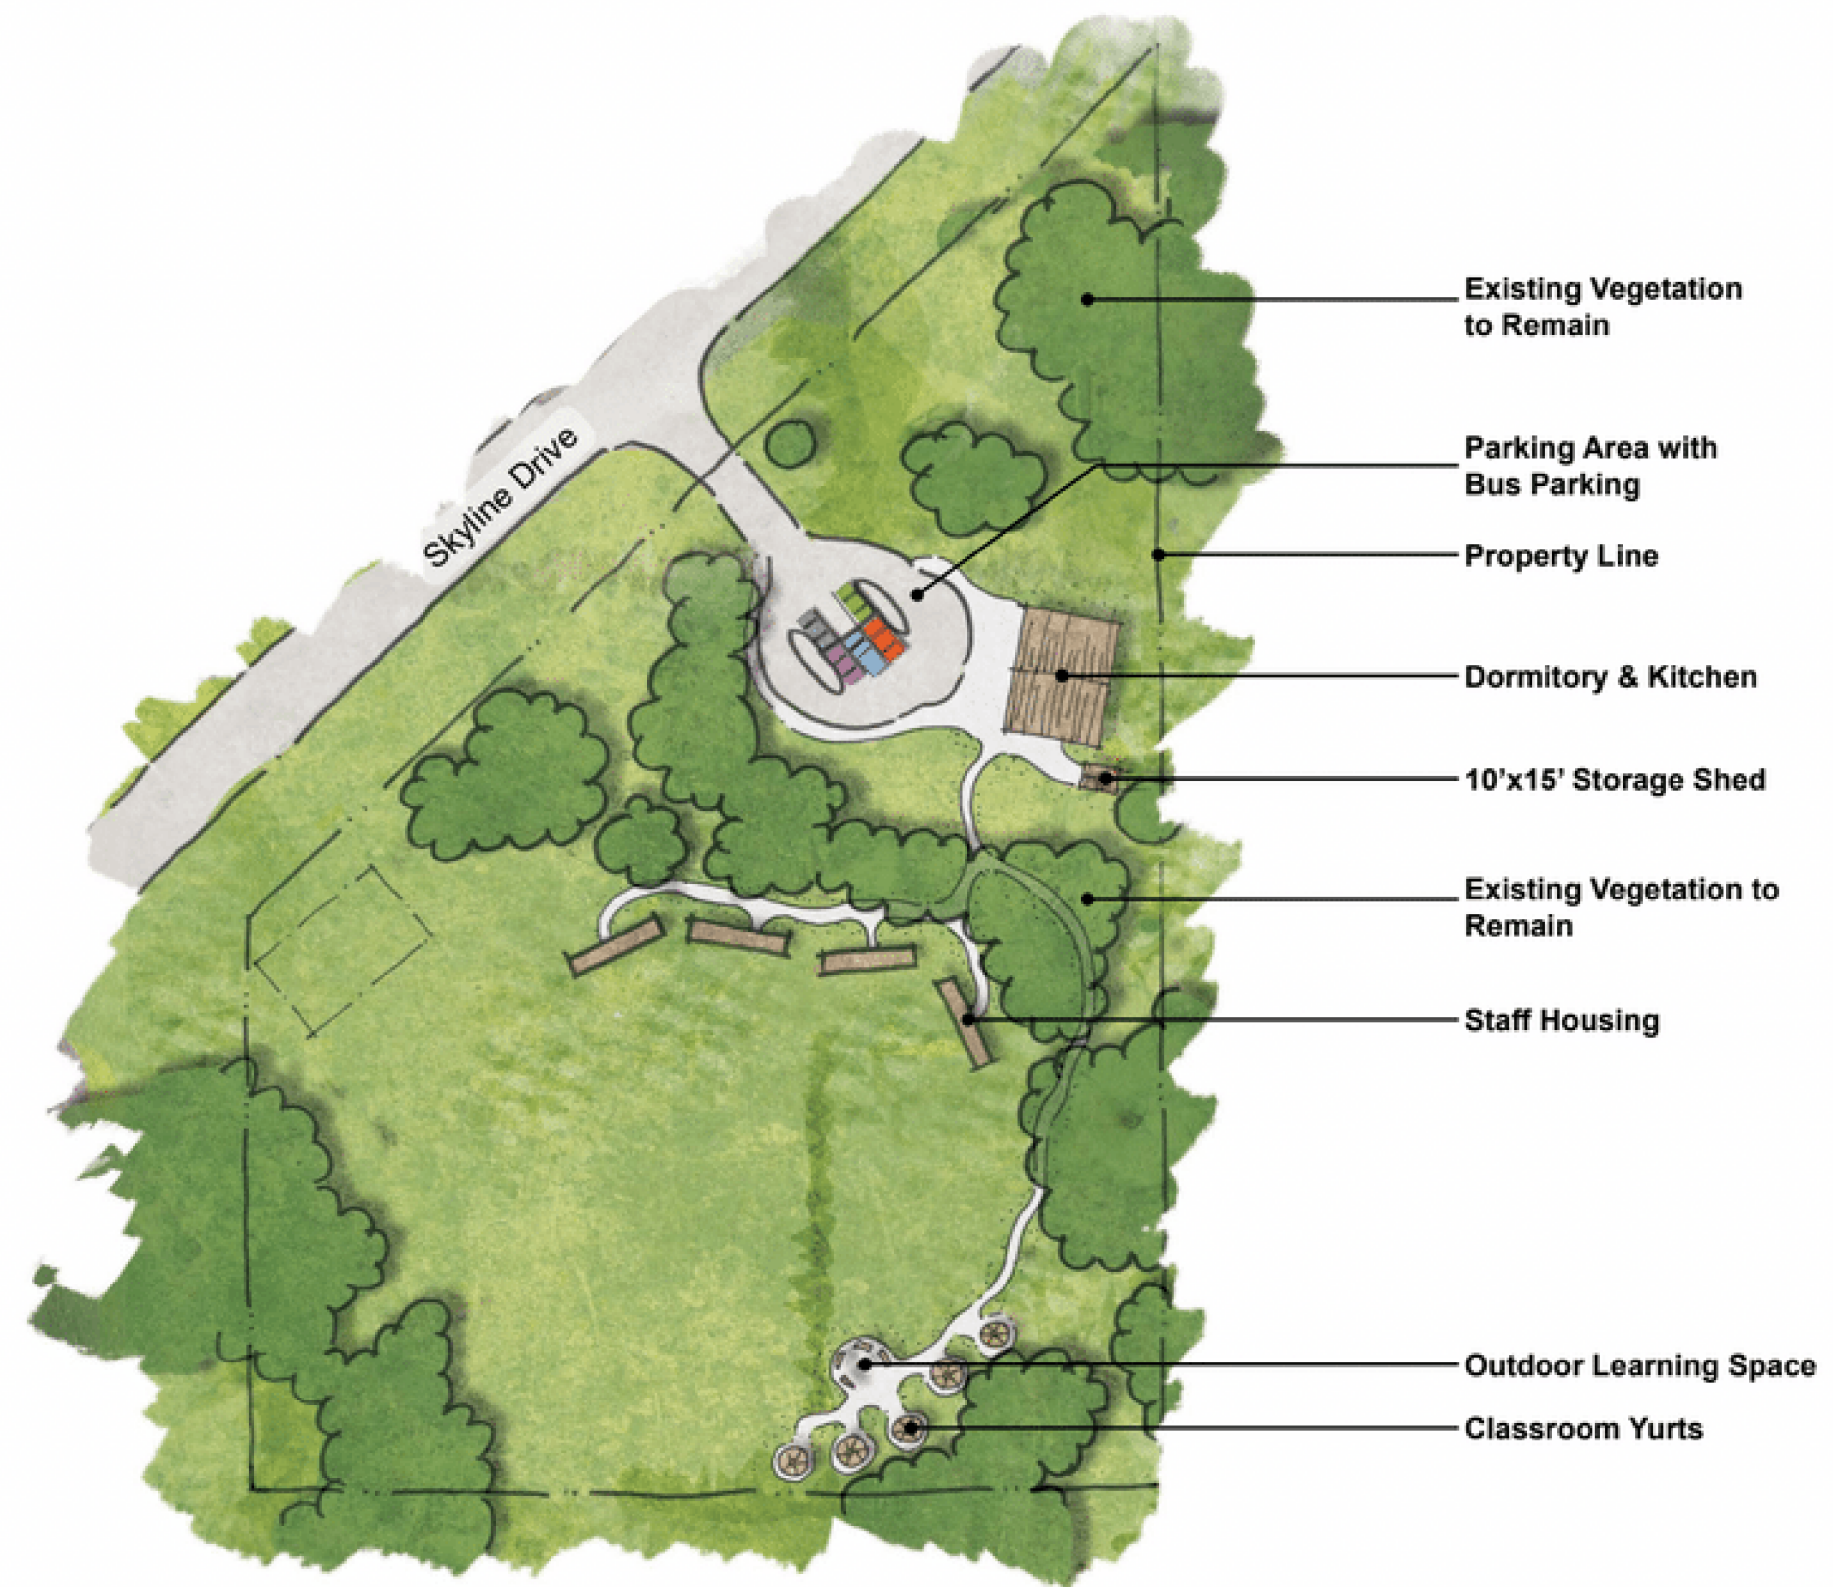 Existing Vegetation
to Remain
Skyline Drive
Parking Area with
Bus Parking
Property Line
Dormitory & Kitchen
10’x15’ Storage Shed
Existing Vegetation to
Remain
Staff Housing
Outdoor Learning Space
Classroom Yurts